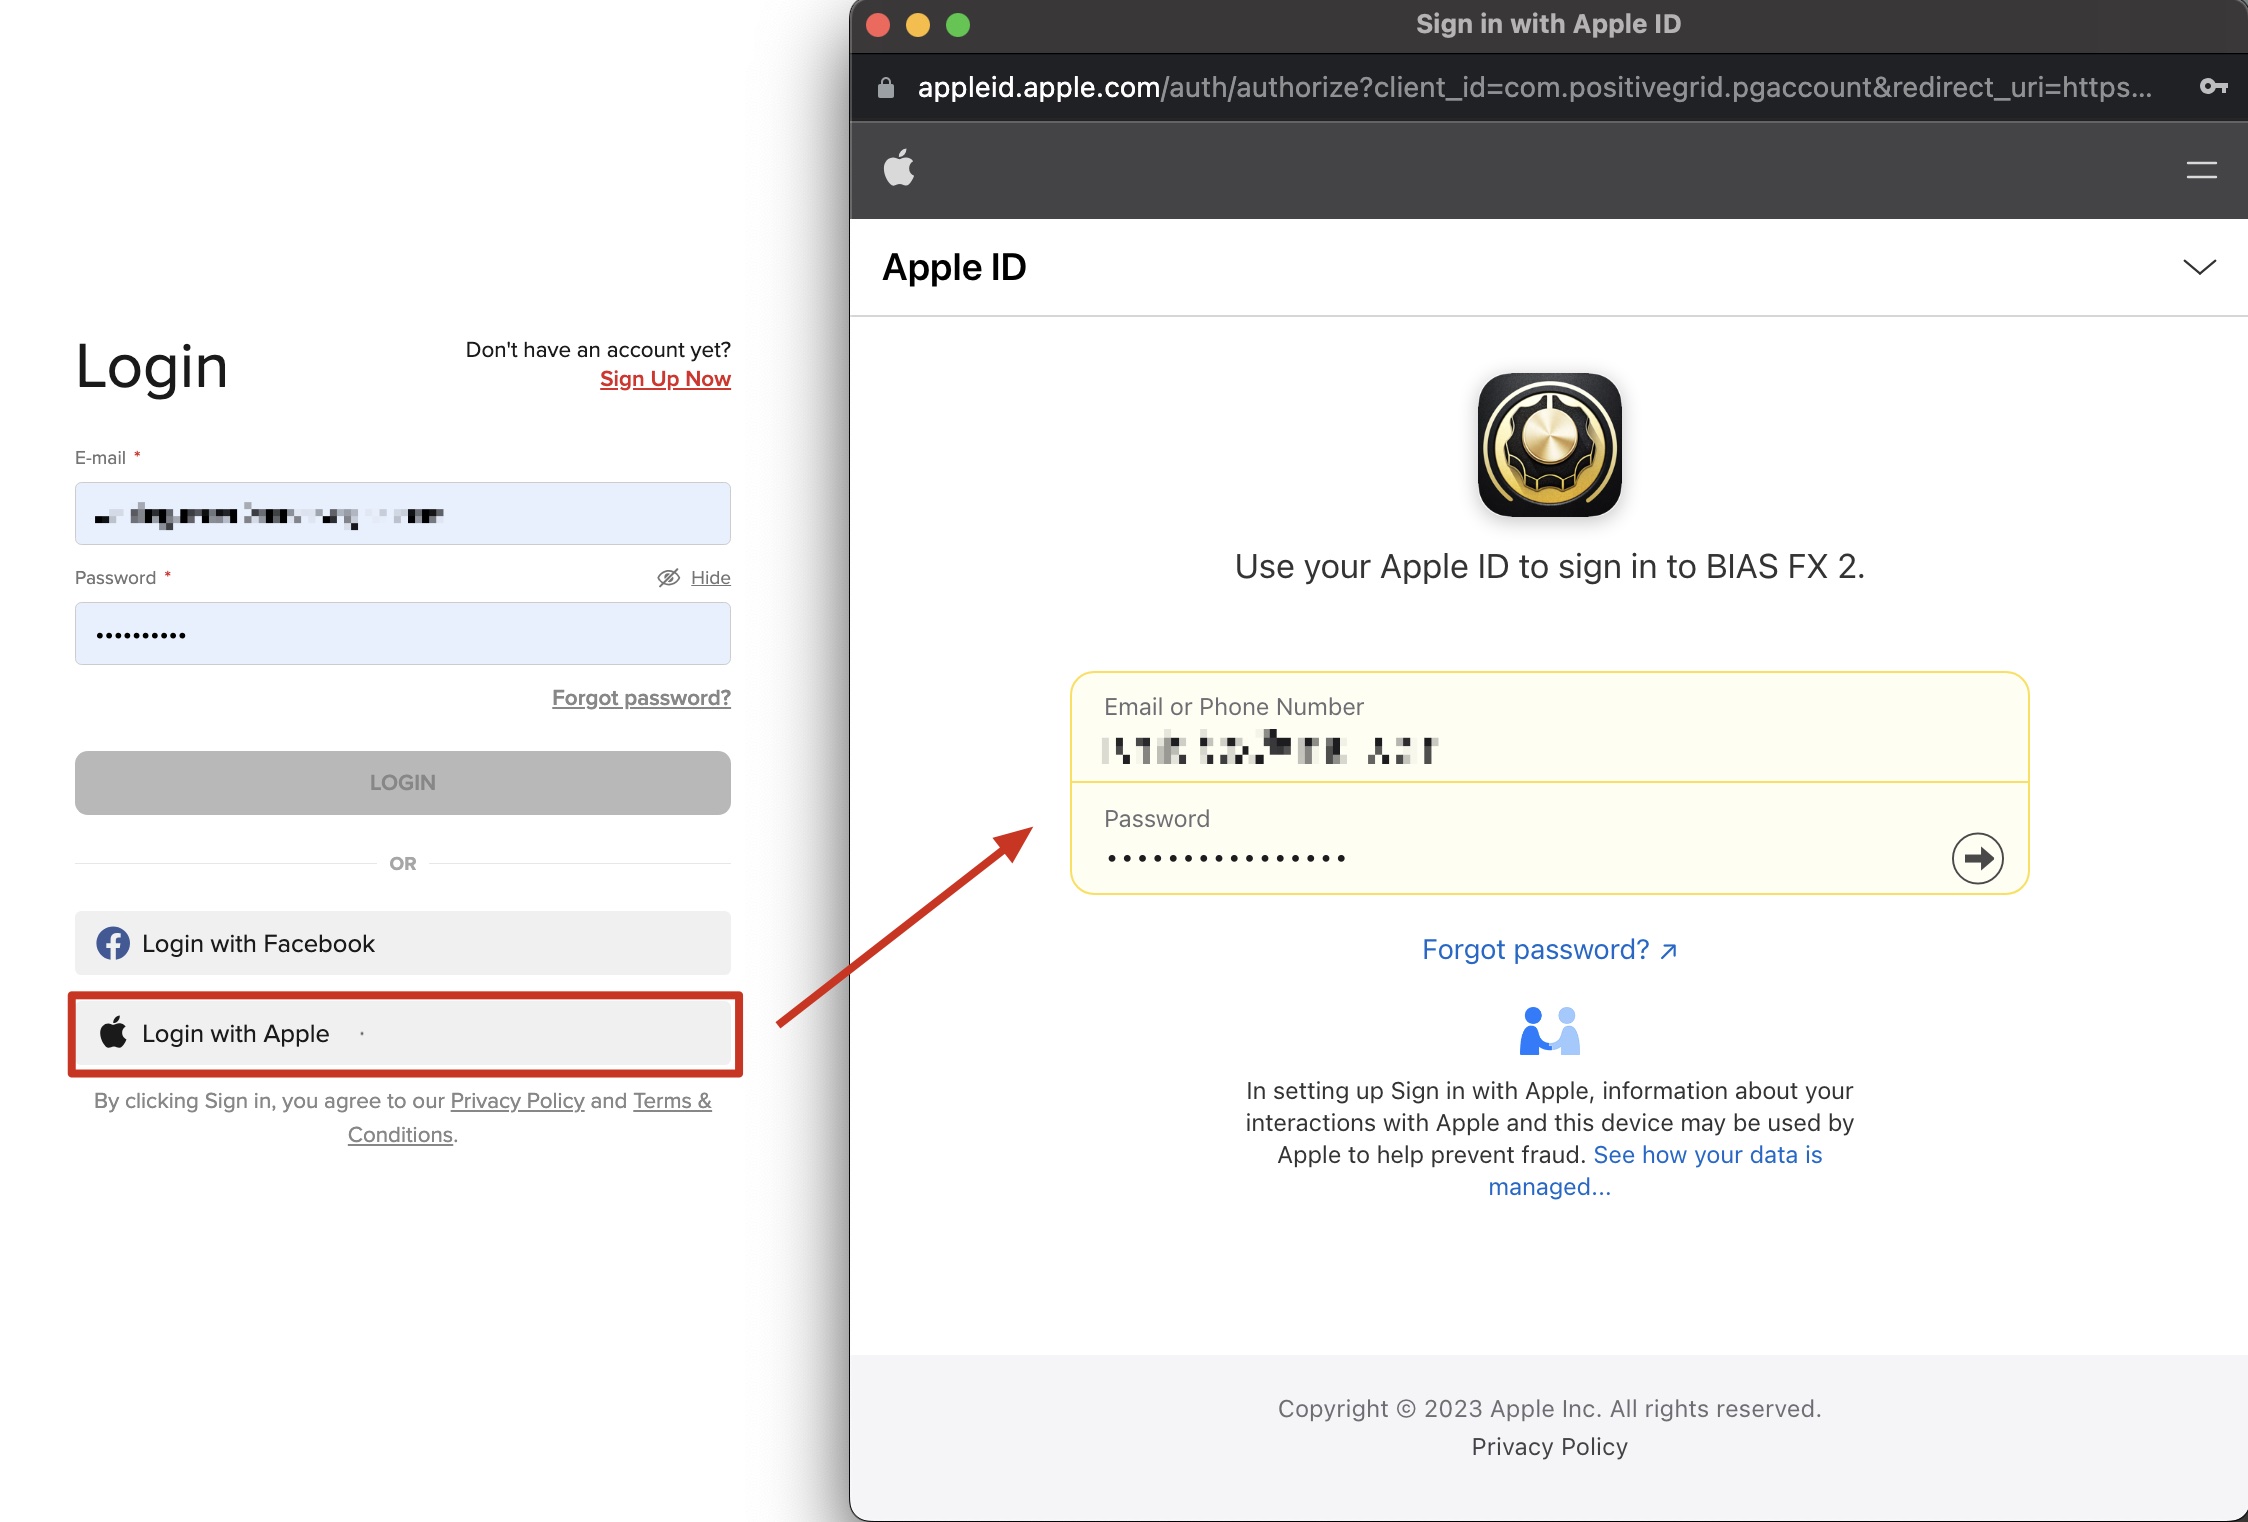 Login
Don't have an account yet?
Sign Up Now
E-mail *
Password *
Hide
••••••••••
Forgot password?
LOGIN
OR
Login with Facebook
Login with Apple
By clicking Sign in, you agree to our Privacy Policy and Terms &
Conditions.
Sign in with Apple ID
appleid.apple.com/auth/authorize?client_id=com.positivegrid.pgaccount&redirect_uri=https...
Apple ID
Use your Apple ID to sign in to BIAS FX 2.
Email or Phone Number
Password
••••••••••••••••
Forgot password? ↗
In setting up Sign in with Apple, information about your
interactions with Apple and this device may be used by
Apple to help prevent fraud. See how your data is
managed...
Copyright © 2023 Apple Inc. All rights reserved.
Privacy Policy